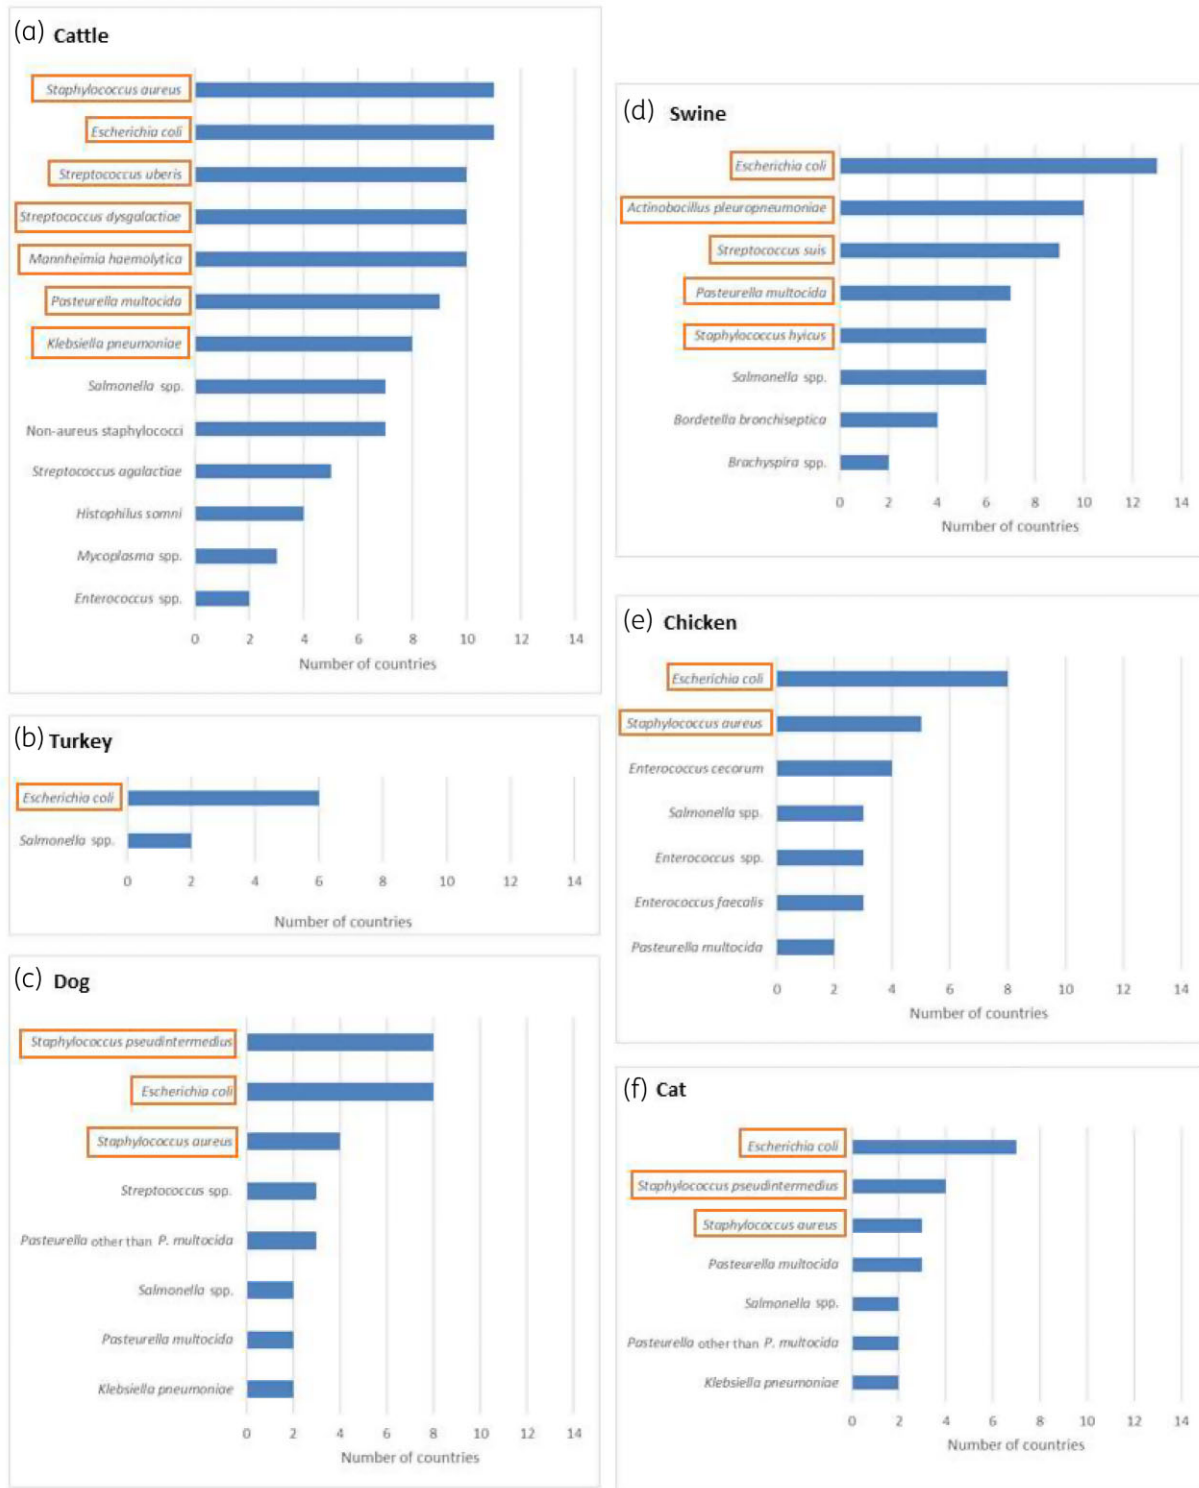 (a) Cattle
Staphylococcus aureus
Escherichia coli
Streptococcus uberis
Streptococcus dysgalactiae
Mannheimia haemolytica
Pasteurella multocida
Klebsiella pneumoniae
Salmonella spp.
Non-aureus staphylococci
Streptococcus agalactiae
Histophilus somni
Mycoplasma spp.
Enterococcus spp.
0 2 4 6 8 10 12 14
Number of countries
(b) Turkey
Escherichia coli
Salmonella spp.
0 2 4 6 8 10 12 14
Number of countries
(c) Dog
Staphylococcus pseudintermedius
Escherichia coli
Staphylococcus aureus
Streptococcus spp.
Pasteurella other than P. multocida
Salmonella spp.
Pasteurella multocida
Klebsiella pneumoniae
0 2 4 6 8 10 12 14
Number of countries
(d) Swine
Escherichia coli
Actinobacillus pleuropneumoniae
Streptococcus suis
Pasteurella multocida
Staphylococcus hyicus
Salmonella spp.
Bordetella bronchiseptica
Brachyspira spp.
0 2 4 6 8 10 12 14
Number of countries
(e) Chicken
Escherichia coli
Staphylococcus aureus
Enterococcus cecorum
Salmonella spp.
Enterococcus spp.
Enterococcus faecalis
Pasteurella multocida
0 2 4 6 8 10 12 14
Number of countries
(f) Cat
Escherichia coli
Staphylococcus pseudintermedius
Staphylococcus aureus
Pasteurella multocida
Salmonella spp.
Pasteurella other than P. multocida
Klebsiella pneumoniae
0 2 4 6 8 10 12 14
Number of countries